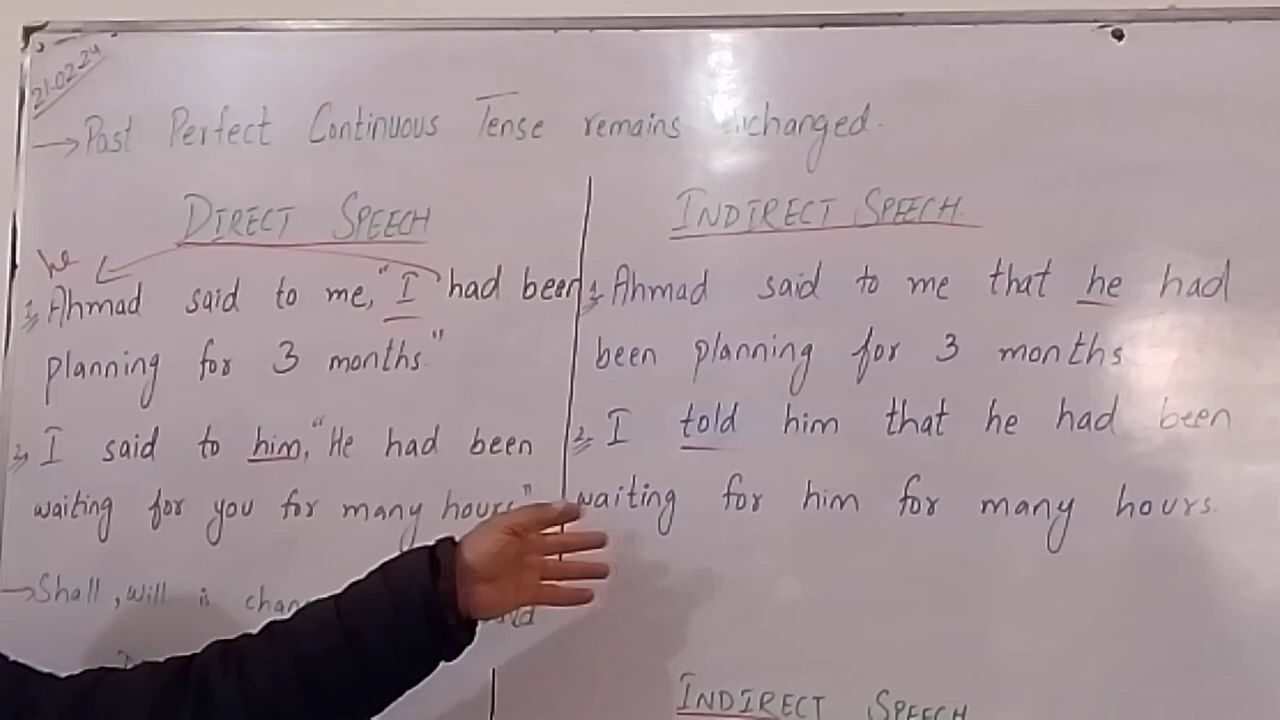 21.02.24
→Past Perfect Continuous Tense remains unchanged.
DIRECT SPEECH
he
1, Ahmad said to me, "I had been
planning for 3 months."
2, I said to him, "He had been
waiting for you for many hours"
→Shall, will is
INDIRECT SPEECH
1, Ahmad said to me that he had
been planning for 3 months
2, I told him that he had been
waiting for him for many hours.
INDIRECT SPEECH